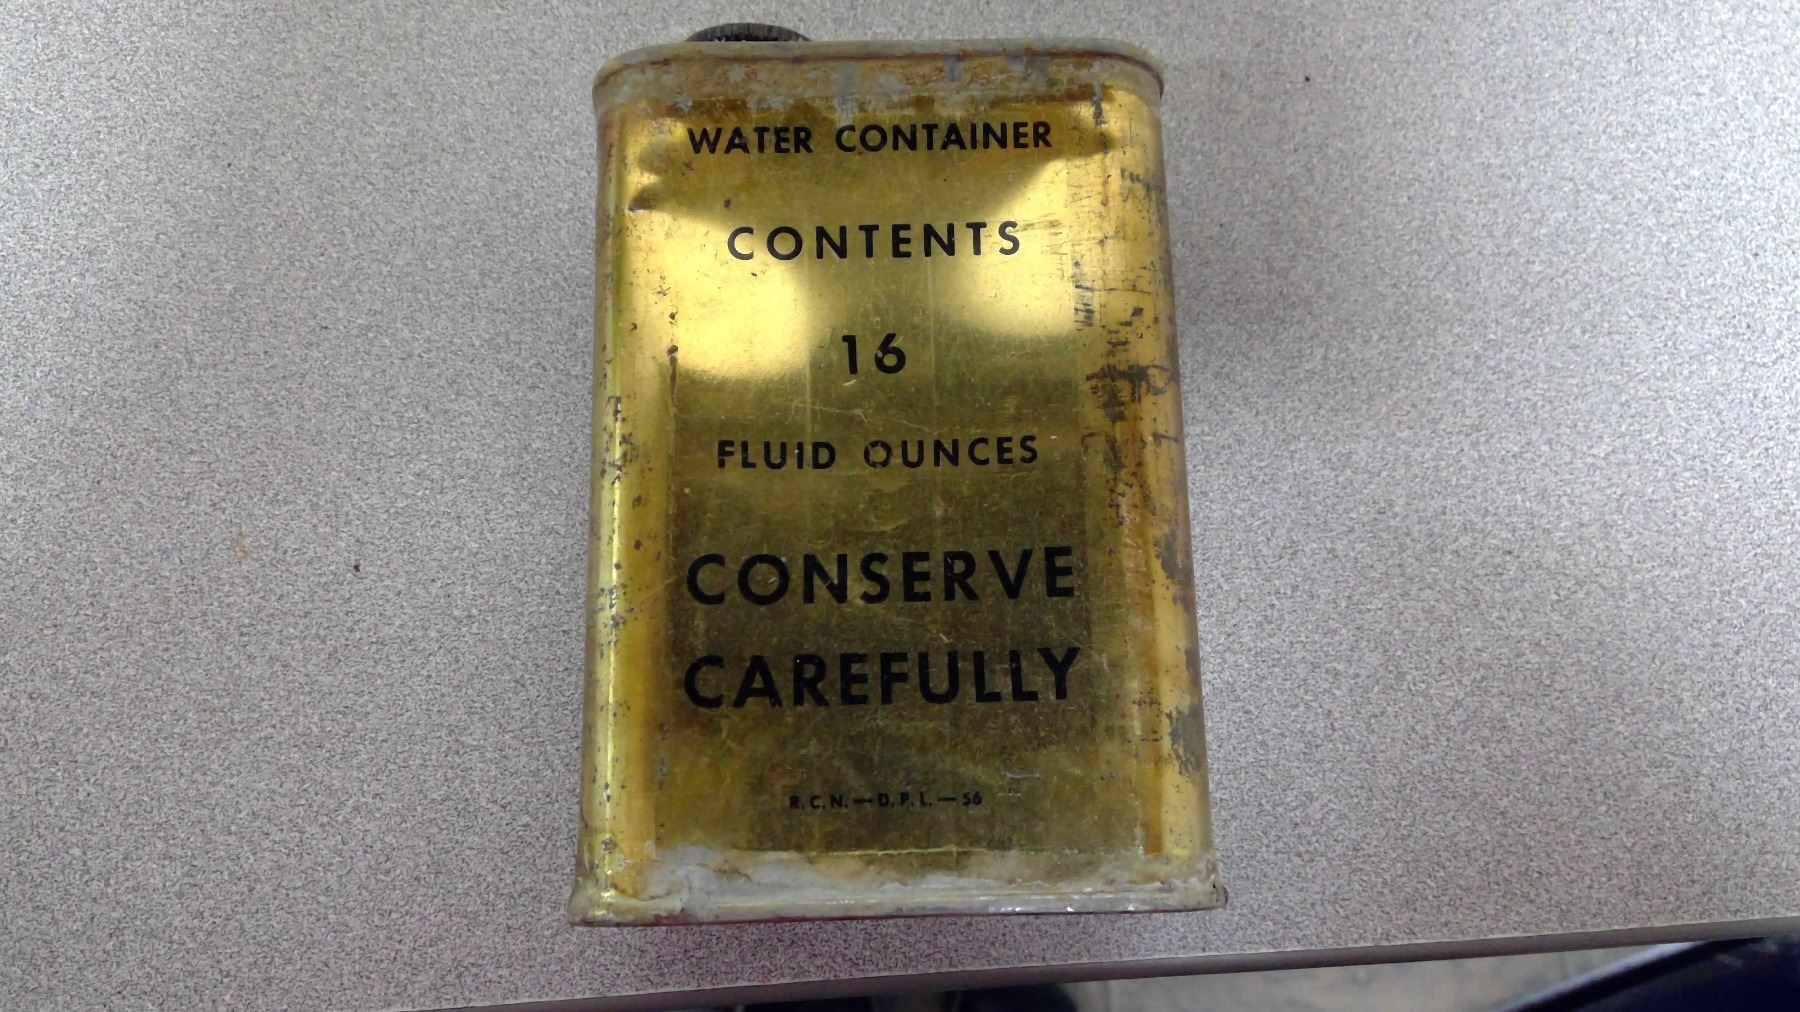 WATER CONTAINER
CONTENTS
16
FLUID OUNCES
CONSERVE
CAREFULLY
R.C.N.—D.P.L.—56